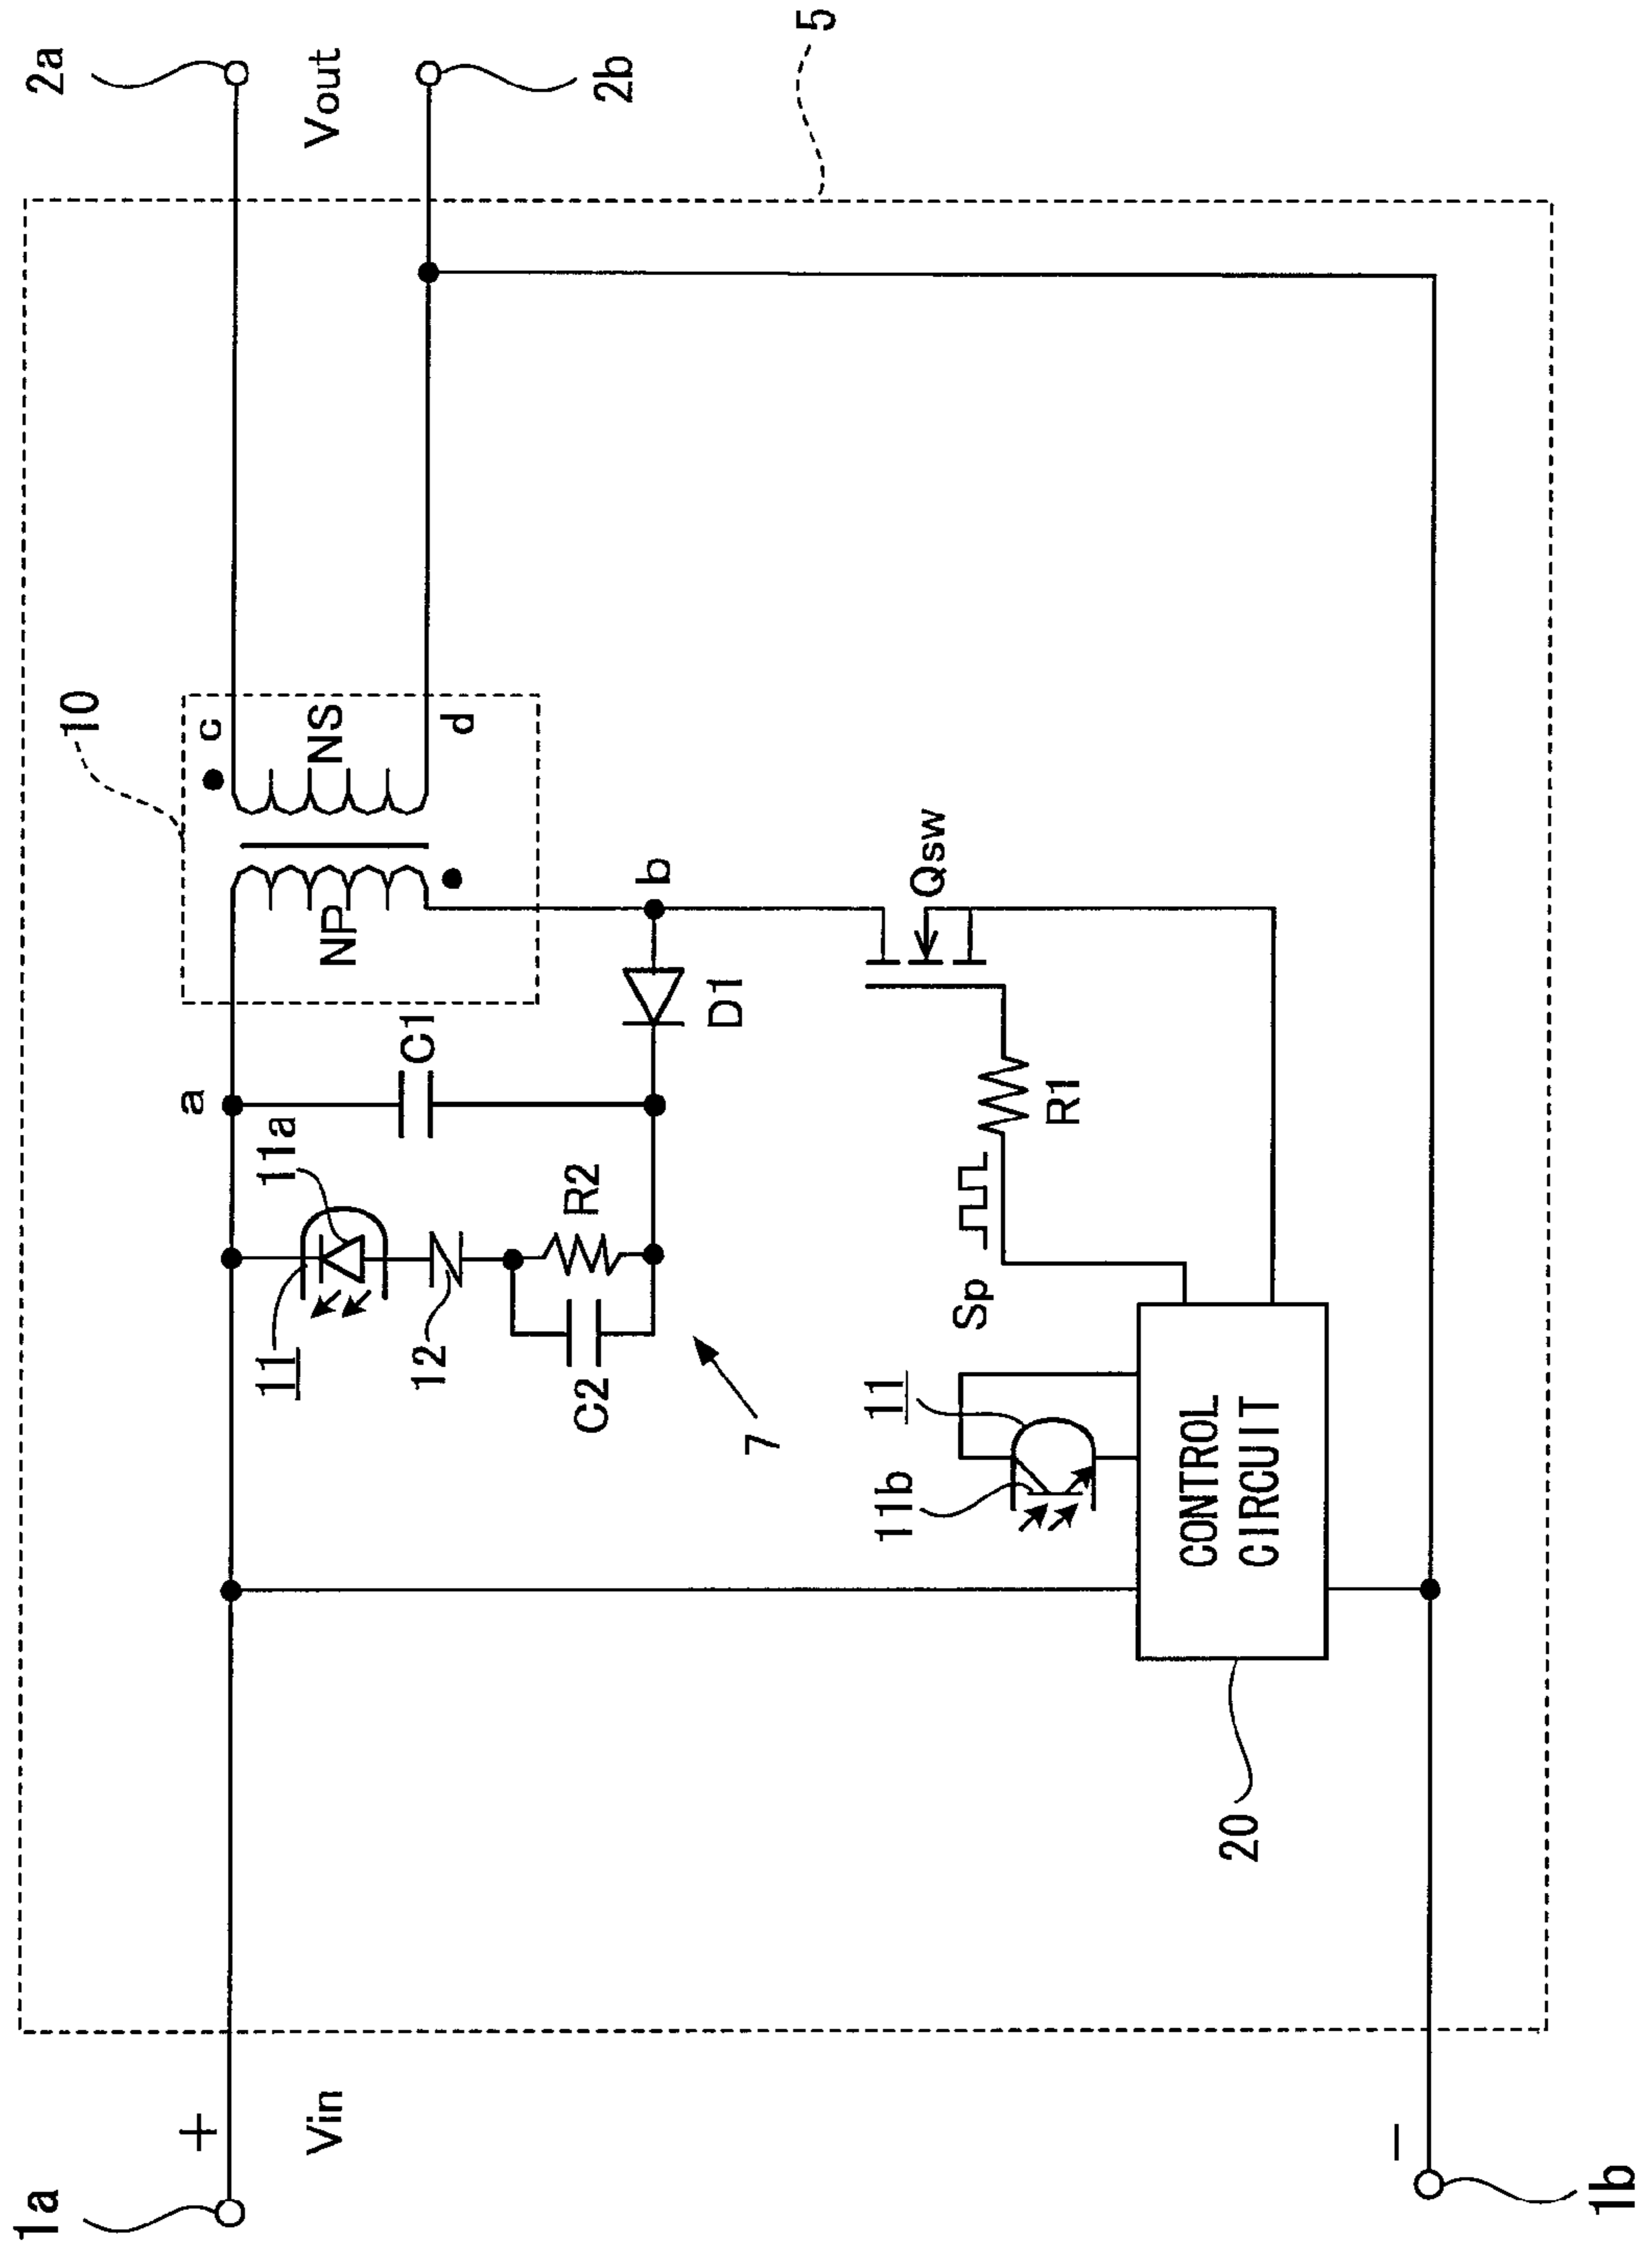 5
2a
Vout
2b
10
c
NS
d
NP
b
Qsw
D1
a
C1
11a
R2
R1
11
12
C2
Sp
7
11
11b
CONTROL
CIRCUIT
20
+
Vin
−
1a
1b